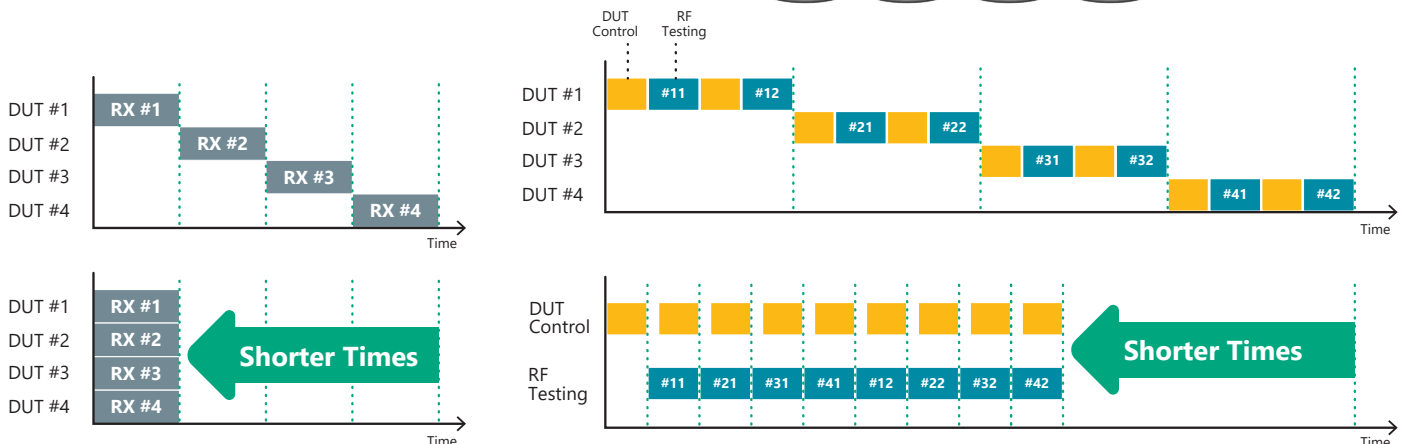 DUT #1
RX #1
DUT #2
RX #2
DUT #3
RX #3
DUT #4
RX #4
Time
DUT
Control
RF
Testing
DUT #1
#11
#12
DUT #2
#21
#22
DUT #3
#31
#32
DUT #4
#41
#42
Time
DUT #1
RX #1
DUT #2
RX #2
DUT #3
RX #3
DUT #4
RX #4
Shorter Times
Time
DUT
Control
RF
Testing
#11 #21 #31 #41 #12 #22 #32 #42
Shorter Times
Time